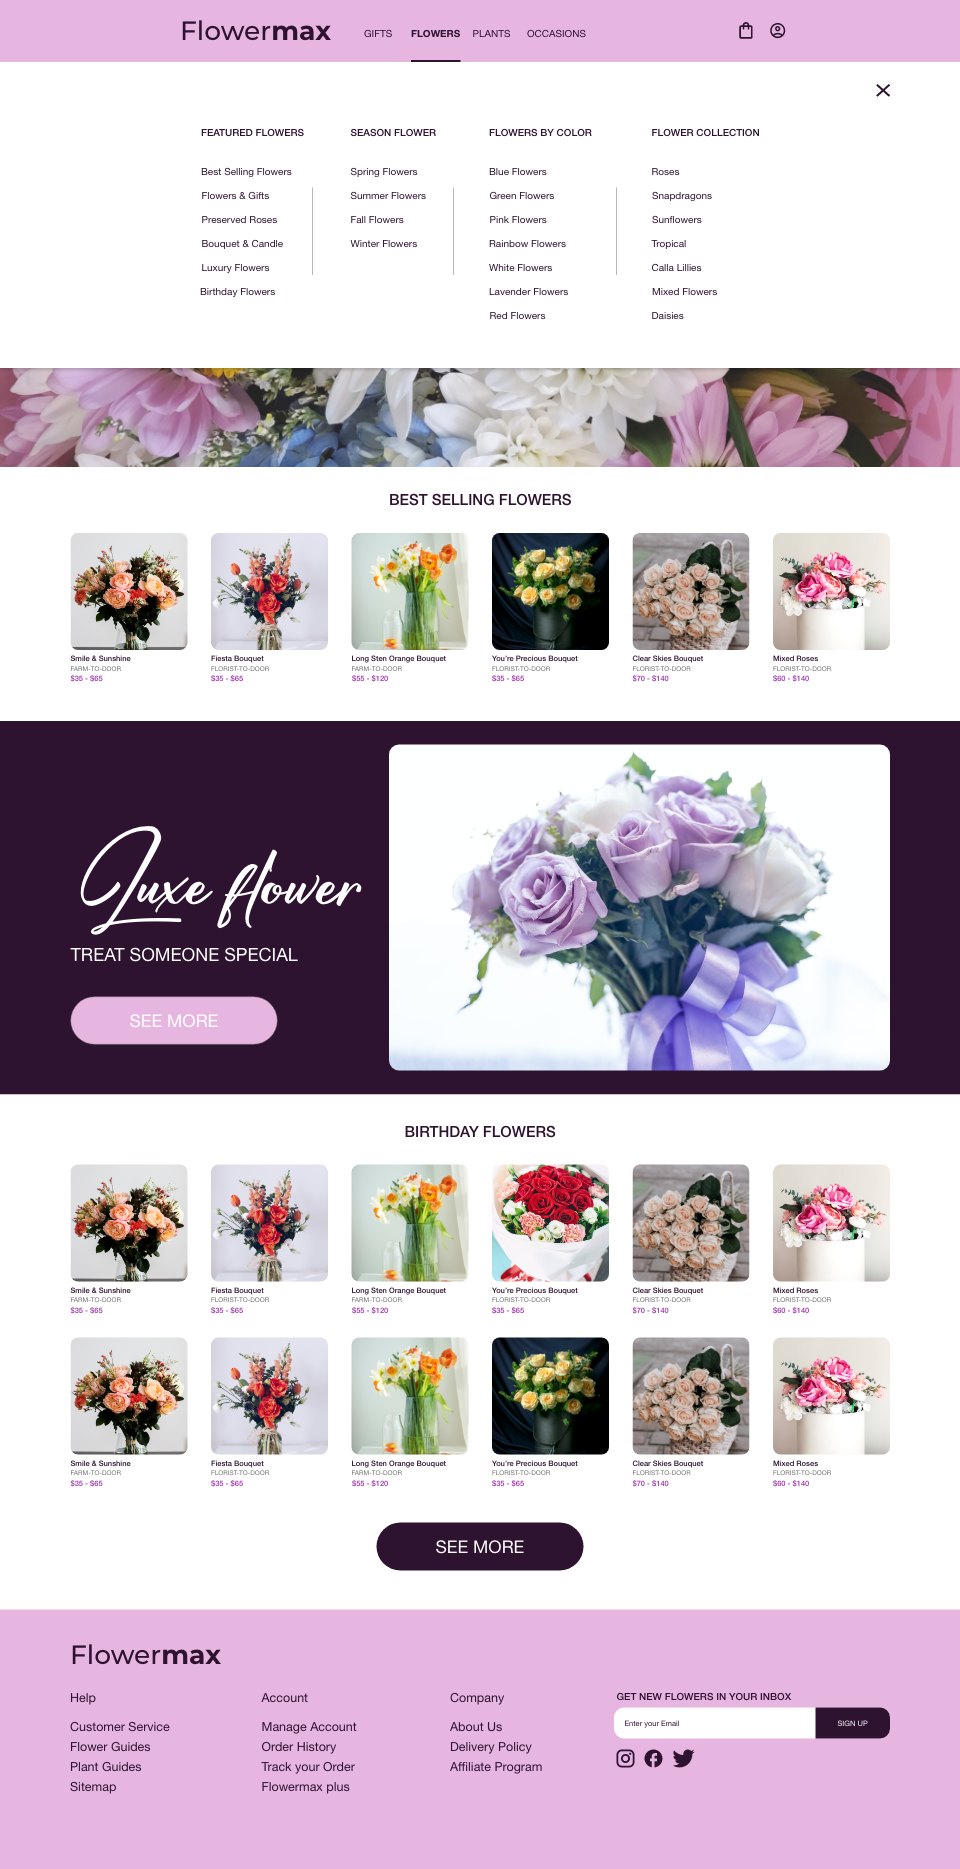 Flowermax
GIFTS
FLOWERS
PLANTS
OCCASIONS
FEATURED FLOWERS
Best Selling Flowers
Flowers & Gifts
Preserved Roses
Bouquet & Candle
Luxury Flowers
Birthday Flowers
SEASON FLOWER
Spring Flowers
Summer Flowers
Fall Flowers
Winter Flowers
FLOWERS BY COLOR
Blue Flowers
Green Flowers
Pink Flowers
Rainbow Flowers
White Flowers
Lavender Flowers
Red Flowers
FLOWER COLLECTION
Roses
Snapdragons
Sunflowers
Tropical
Calla Lillies
Mixed Flowers
Daisies
BEST SELLING FLOWERS
Smile & Sunshine
FARM-TO-DOOR
$35 - $65
Fiesta Bouquet
FLORIST-TO-DOOR
$35 - $65
Long Sten Orange Bouquet
FARM-TO-DOOR
$55 - $120
You're Precious Bouquet
FLORIST-TO-DOOR
$35 - $65
Clear Skies Bouquet
FLORIST-TO-DOOR
$70 - $140
Mixed Roses
FLORIST-TO-DOOR
$60 - $140
Luxe flower
TREAT SOMEONE SPECIAL
SEE MORE
BIRTHDAY FLOWERS
Smile & Sunshine
FARM-TO-DOOR
$35 - $65
Fiesta Bouquet
FLORIST-TO-DOOR
$35 - $65
Long Sten Orange Bouquet
FARM-TO-DOOR
$55 - $120
You're Precious Bouquet
FLORIST-TO-DOOR
$35 - $65
Clear Skies Bouquet
FLORIST-TO-DOOR
$70 - $140
Mixed Roses
FLORIST-TO-DOOR
$60 - $140
Smile & Sunshine
FARM-TO-DOOR
$35 - $65
Fiesta Bouquet
FLORIST-TO-DOOR
$35 - $65
Long Sten Orange Bouquet
FARM-TO-DOOR
$55 - $120
You're Precious Bouquet
FLORIST-TO-DOOR
$35 - $65
Clear Skies Bouquet
FLORIST-TO-DOOR
$70 - $140
Mixed Roses
FLORIST-TO-DOOR
$60 - $140
SEE MORE
Flowermax
Help
Customer Service
Flower Guides
Plant Guides
Sitemap
Account
Manage Account
Order History
Track your Order
Flowermax plus
Company
About Us
Delivery Policy
Affiliate Program
GET NEW FLOWERS IN YOUR INBOX
Enter your Email
SIGN UP